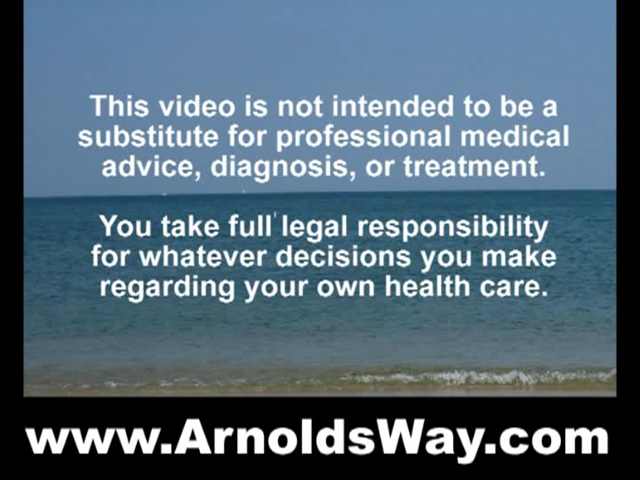 This video is not intended to be a
substitute for professional medical
advice, diagnosis, or treatment.
You take full legal responsibility
for whatever decisions you make
regarding your own health care.
www.ArnoldsWay.com